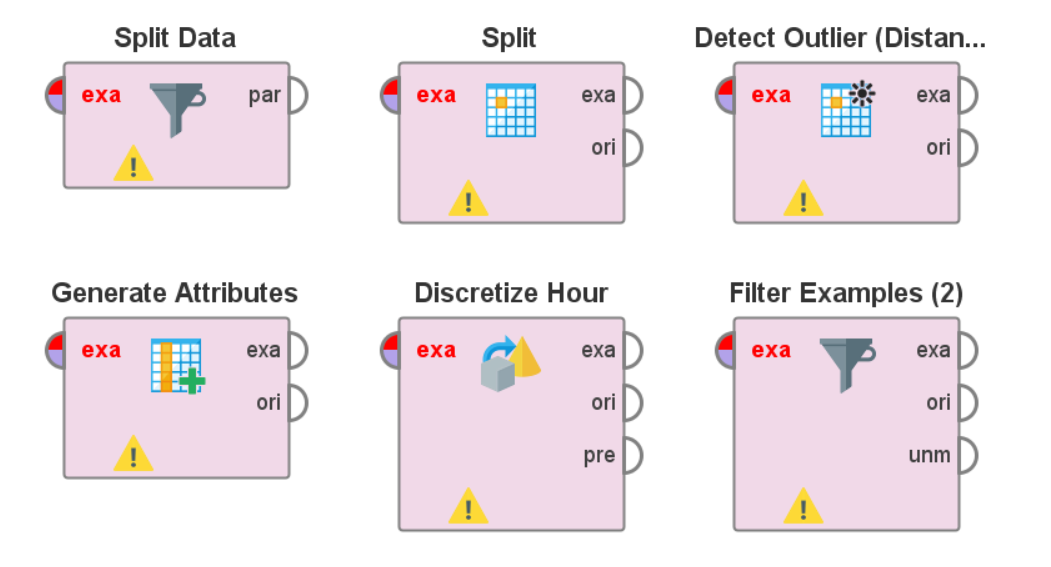 Split Data
Split
Detect Outlier (Distan...
exa
par
exa
exa
ori
exa
exa
ori
Generate Attributes
Discretize Hour
Filter Examples (2)
exa
exa
ori
exa
exa
ori
pre
exa
exa
ori
unm